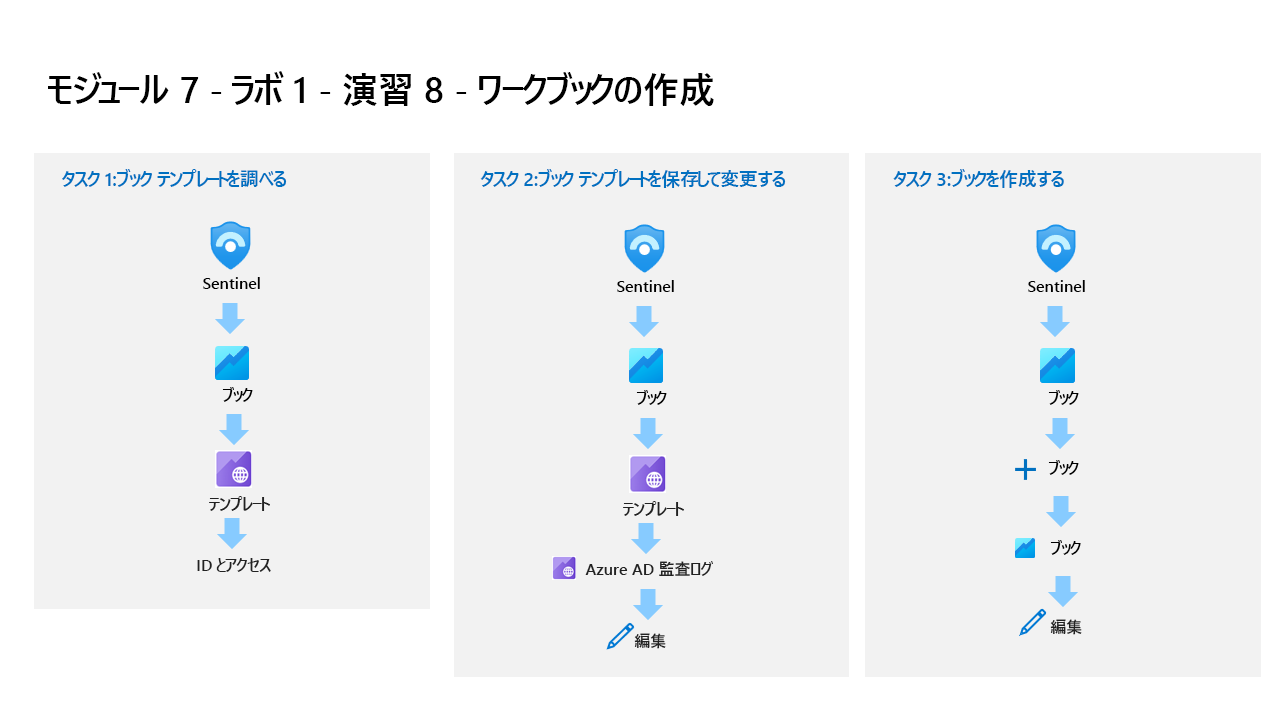 モジュール 7 - ラボ 1 - 演習 8 - ワークブックの作成
タスク 1:ブック テンプレートを調べる
Sentinel
ブック
テンプレート
ID とアクセス
タスク 2:ブック テンプレートを保存して変更する
Sentinel
ブック
テンプレート
Azure AD 監査ログ
編集
タスク 3:ブックを作成する
Sentinel
ブック
ブック
ブック
編集